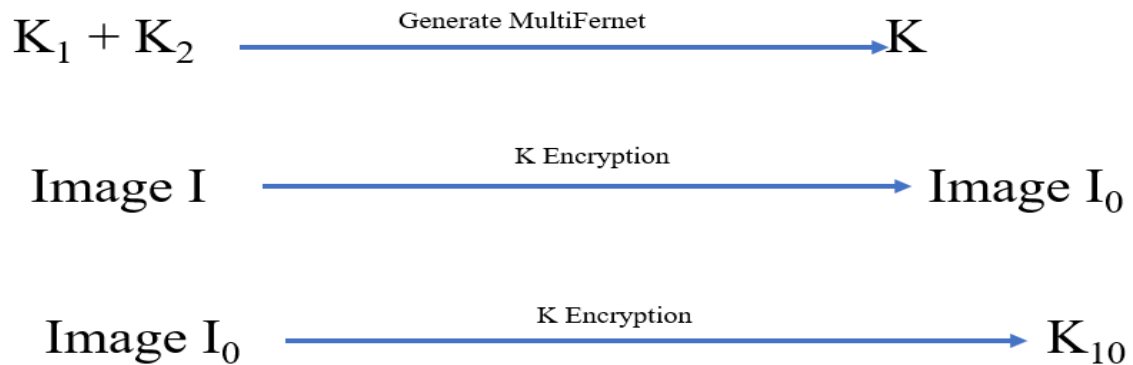 Generate MultiFernet
K₁ + K₂ K
K Encryption
Image I Image I₀
K Encryption
Image I₀ K₁₀